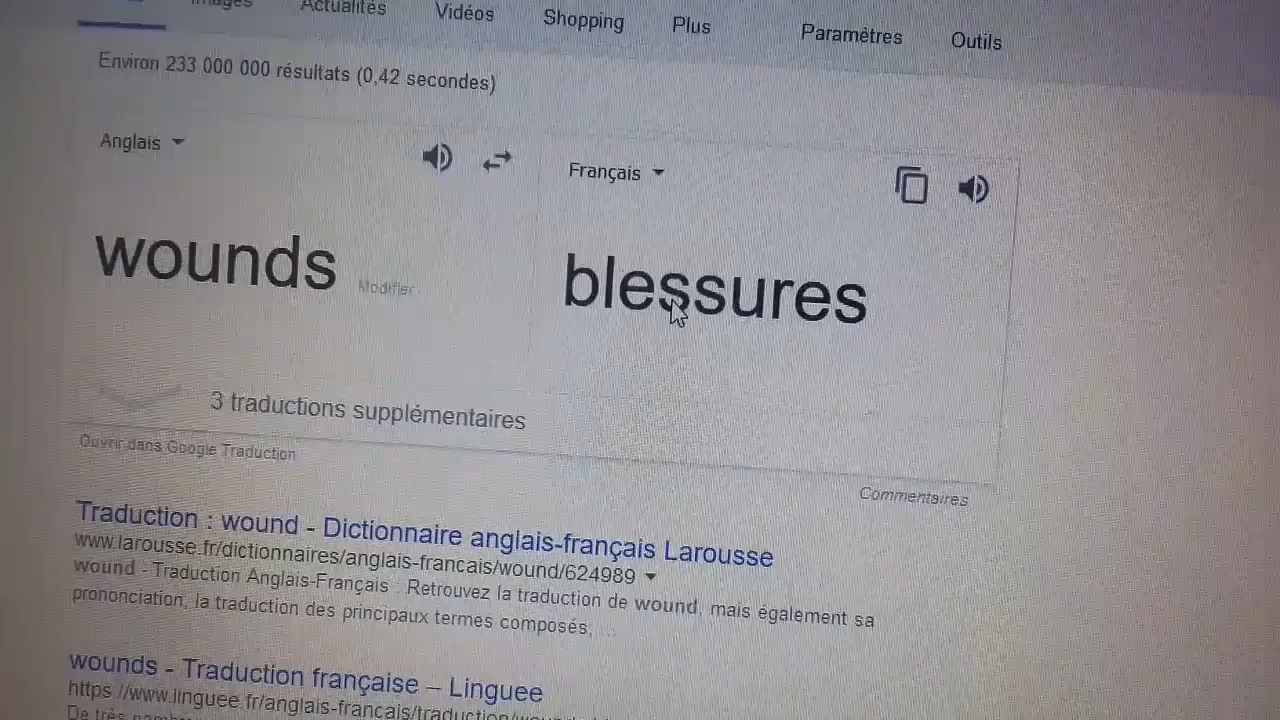 Images Actualités Vidéos Shopping Plus Paramètres Outils
Environ 233 000 000 résultats (0,42 secondes)
Anglais Français
wounds Modifier blessures
3 traductions supplémentaires
Ouvrir dans Google Traduction
Commentaires
Traduction : wound - Dictionnaire anglais-français Larousse
www.larousse.fr/dictionnaires/anglais-francais/wound/624989
wound - Traduction Anglais-Français : Retrouvez la traduction de wound, mais également sa
prononciation, la traduction des principaux termes composés, ...
wounds - Traduction française – Linguee
https://www.linguee.fr/anglais-francais/traduction/
De très